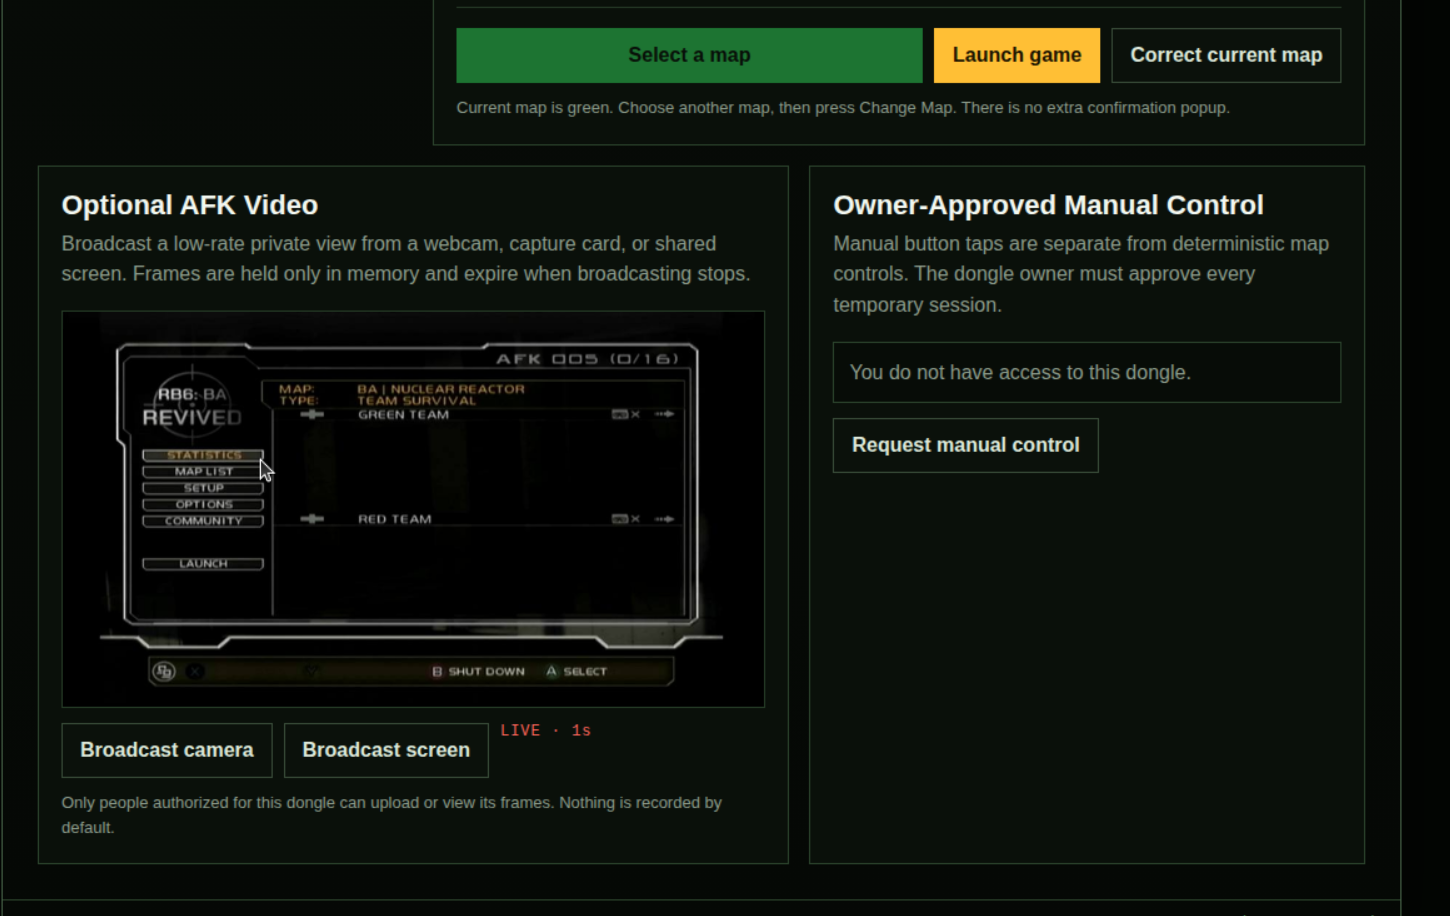 Select a map
Launch game
Correct current map
Current map is green. Choose another map, then press Change Map. There is no extra confirmation popup.
Optional AFK Video
Broadcast a low-rate private view from a webcam, capture card, or shared
screen. Frames are held only in memory and expire when broadcasting stops.
AFK 005 (0/16)
RB6: BA
REVIVED
MAP: BA | NUCLEAR REACTOR
TYPE: TEAM SURVIVAL
GREEN TEAM
STATISTICS
MAP LIST
SETUP
OPTIONS
COMMUNITY
RED TEAM
LAUNCH
B SHUT DOWN
A SELECT
Broadcast camera
Broadcast screen
LIVE · 1s
Only people authorized for this dongle can upload or view its frames. Nothing is recorded by
default.
Owner-Approved Manual Control
Manual button taps are separate from deterministic map
controls. The dongle owner must approve every
temporary session.
You do not have access to this dongle.
Request manual control